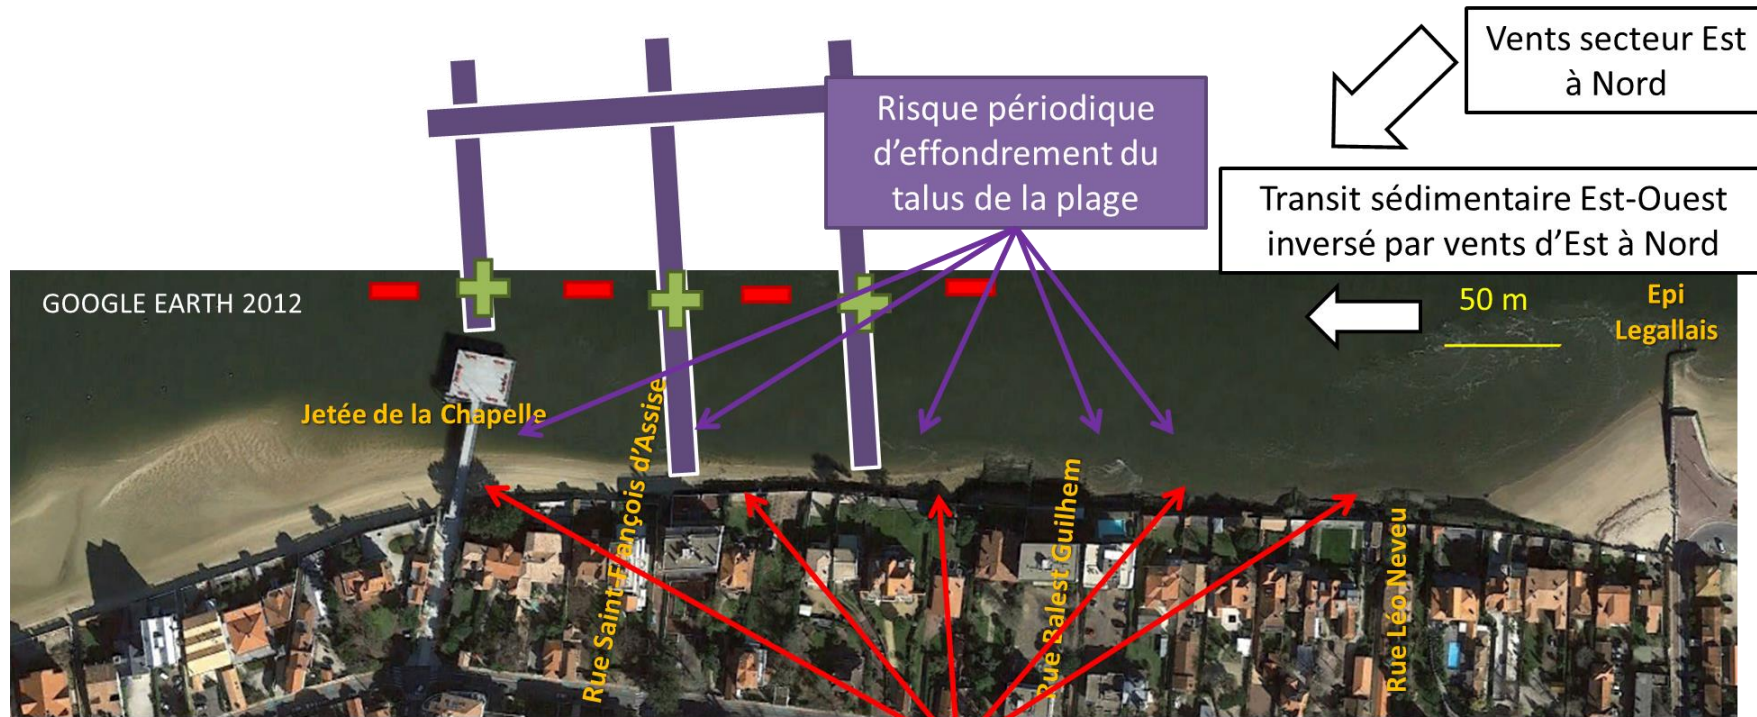 Vents secteur Est
à Nord
Risque périodique
d'effondrement du
talus de la plage
Transit sédimentaire Est-Ouest
inversé par vents d'Est à Nord
GOOGLE EARTH 2012
50 m
Epi
Legallais
Jetée de la Chapelle
Rue Saint-François d'Assise
Rue Balest Guilhem
Rue Léo Neveu